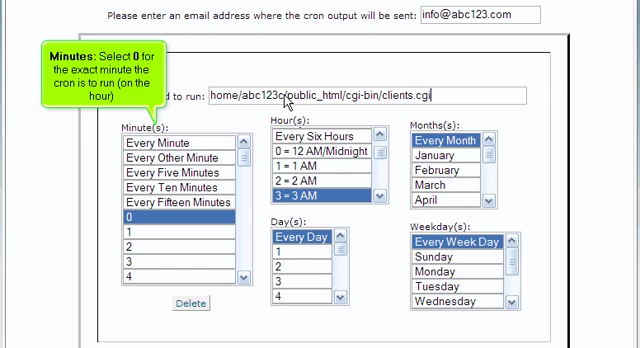 Please enter an email address where the cron output will be sent: info@abc123.com
Minutes: Select 0 for
the exact minute the
cron is to run (on the
hour)
d to run: home/abc123c/public_html/cgi-bin/clients.cgi
Minute(s):
Every Minute
Every Other Minute
Every Five Minutes
Every Ten Minutes
Every Fifteen Minutes
0
1
2
3
4
Delete
Hour(s):
Every Six Hours
0 = 12 AM/Midnight
1 = 1 AM
2 = 2 AM
3 = 3 AM
Day(s):
Every Day
1
2
3
4
Months(s):
Every Month
January
February
March
April
Weekday(s):
Every Week Day
Sunday
Monday
Tuesday
Wednesday